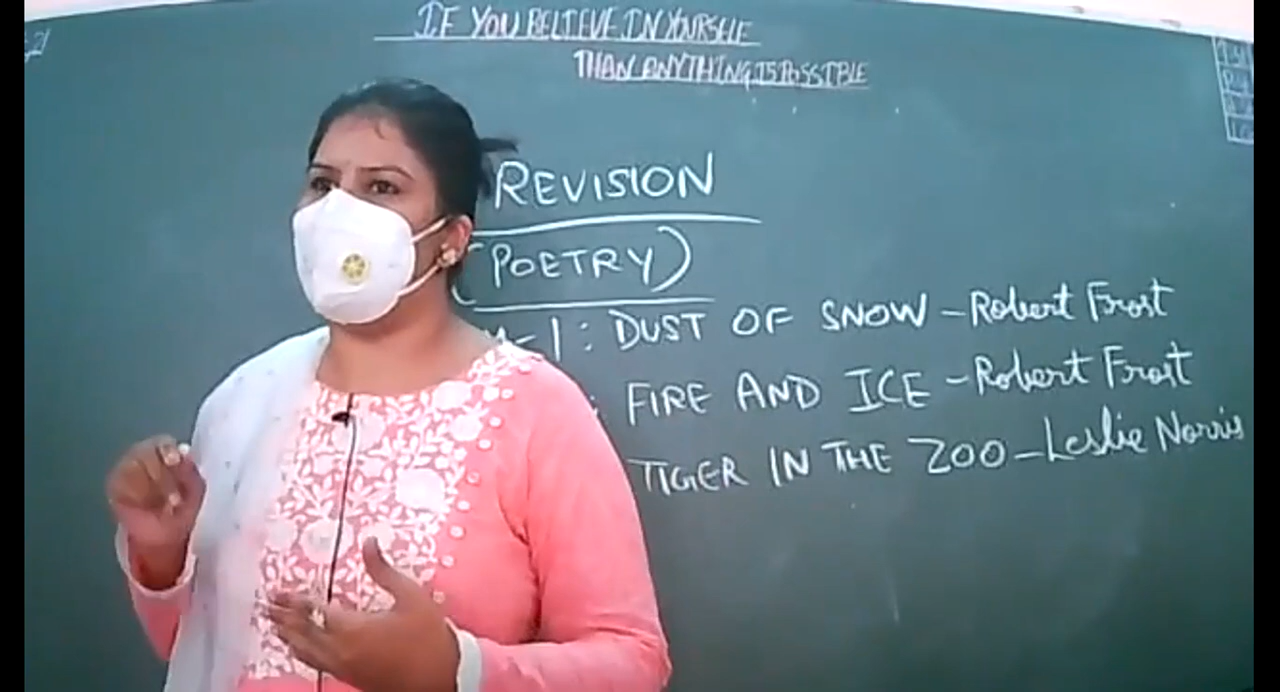 IF YOU BELIEVE IN YOURSELF
THAN ANYTHING IS POSSIBLE
REVISION
(POETRY)
-1 : DUST OF SNOW - Robert Frost
: FIRE AND ICE - Robert Frost
TIGER IN THE ZOO - Leslie Norris